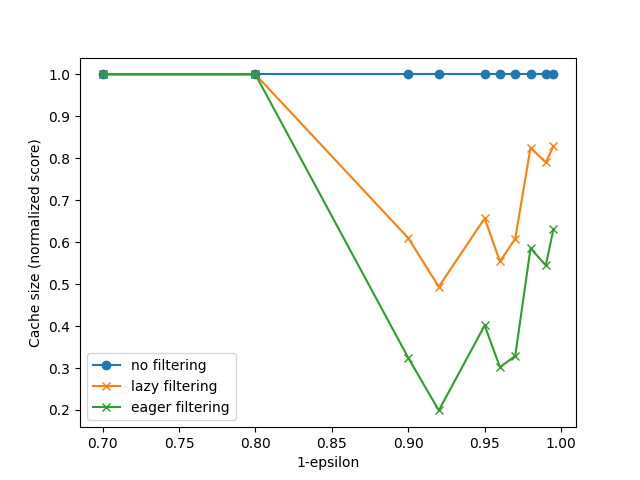 1.0
0.9
0.8
0.7
0.6
0.5
0.4
0.3
0.2
Cache size (normalized score)
no filtering
lazy filtering
eager filtering
0.70 0.75 0.80 0.85 0.90 0.95 1.00
1-epsilon